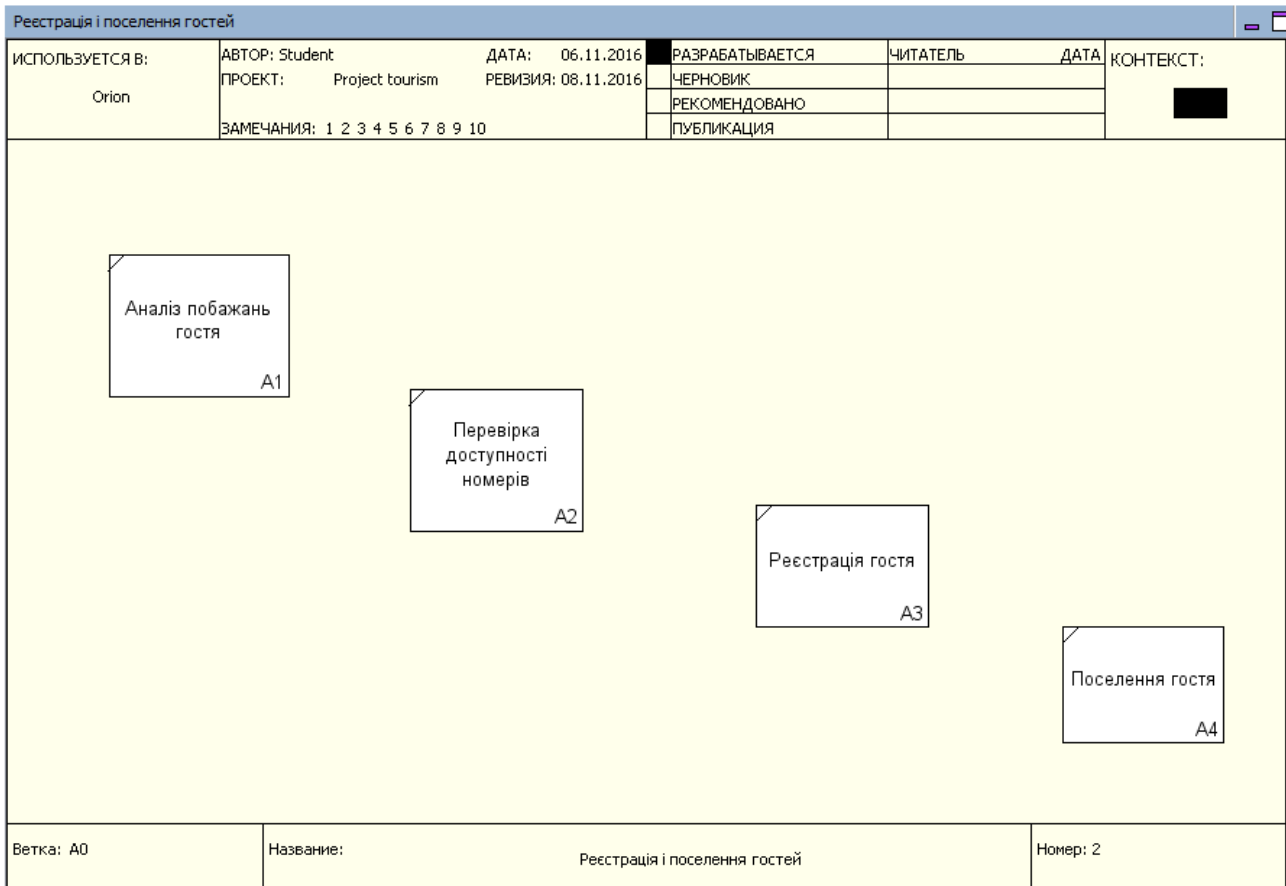 Реєстрація і поселення гостей
ИСПОЛЬЗУЕТСЯ В:
Orion
АВТОР: Student
ДАТА: 06.11.2016
ПРОЕКТ: Project tourism
РЕВИЗИЯ: 08.11.2016
ЗАМЕЧАНИЯ: 1 2 3 4 5 6 7 8 9 10
РАЗРАБАТЫВАЕТСЯ
ЧЕРНОВИК
РЕКОМЕНДОВАНО
ПУБЛИКАЦИЯ
ЧИТАТЕЛЬ ДАТА
КОНТЕКСТ:
Аналіз побажань
гостя
A1
Перевірка
доступності
номерів
A2
Реєстрація гостя
A3
Поселення гостя
A4
Ветка: A0
Название:
Реєстрація і поселення гостей
Номер: 2